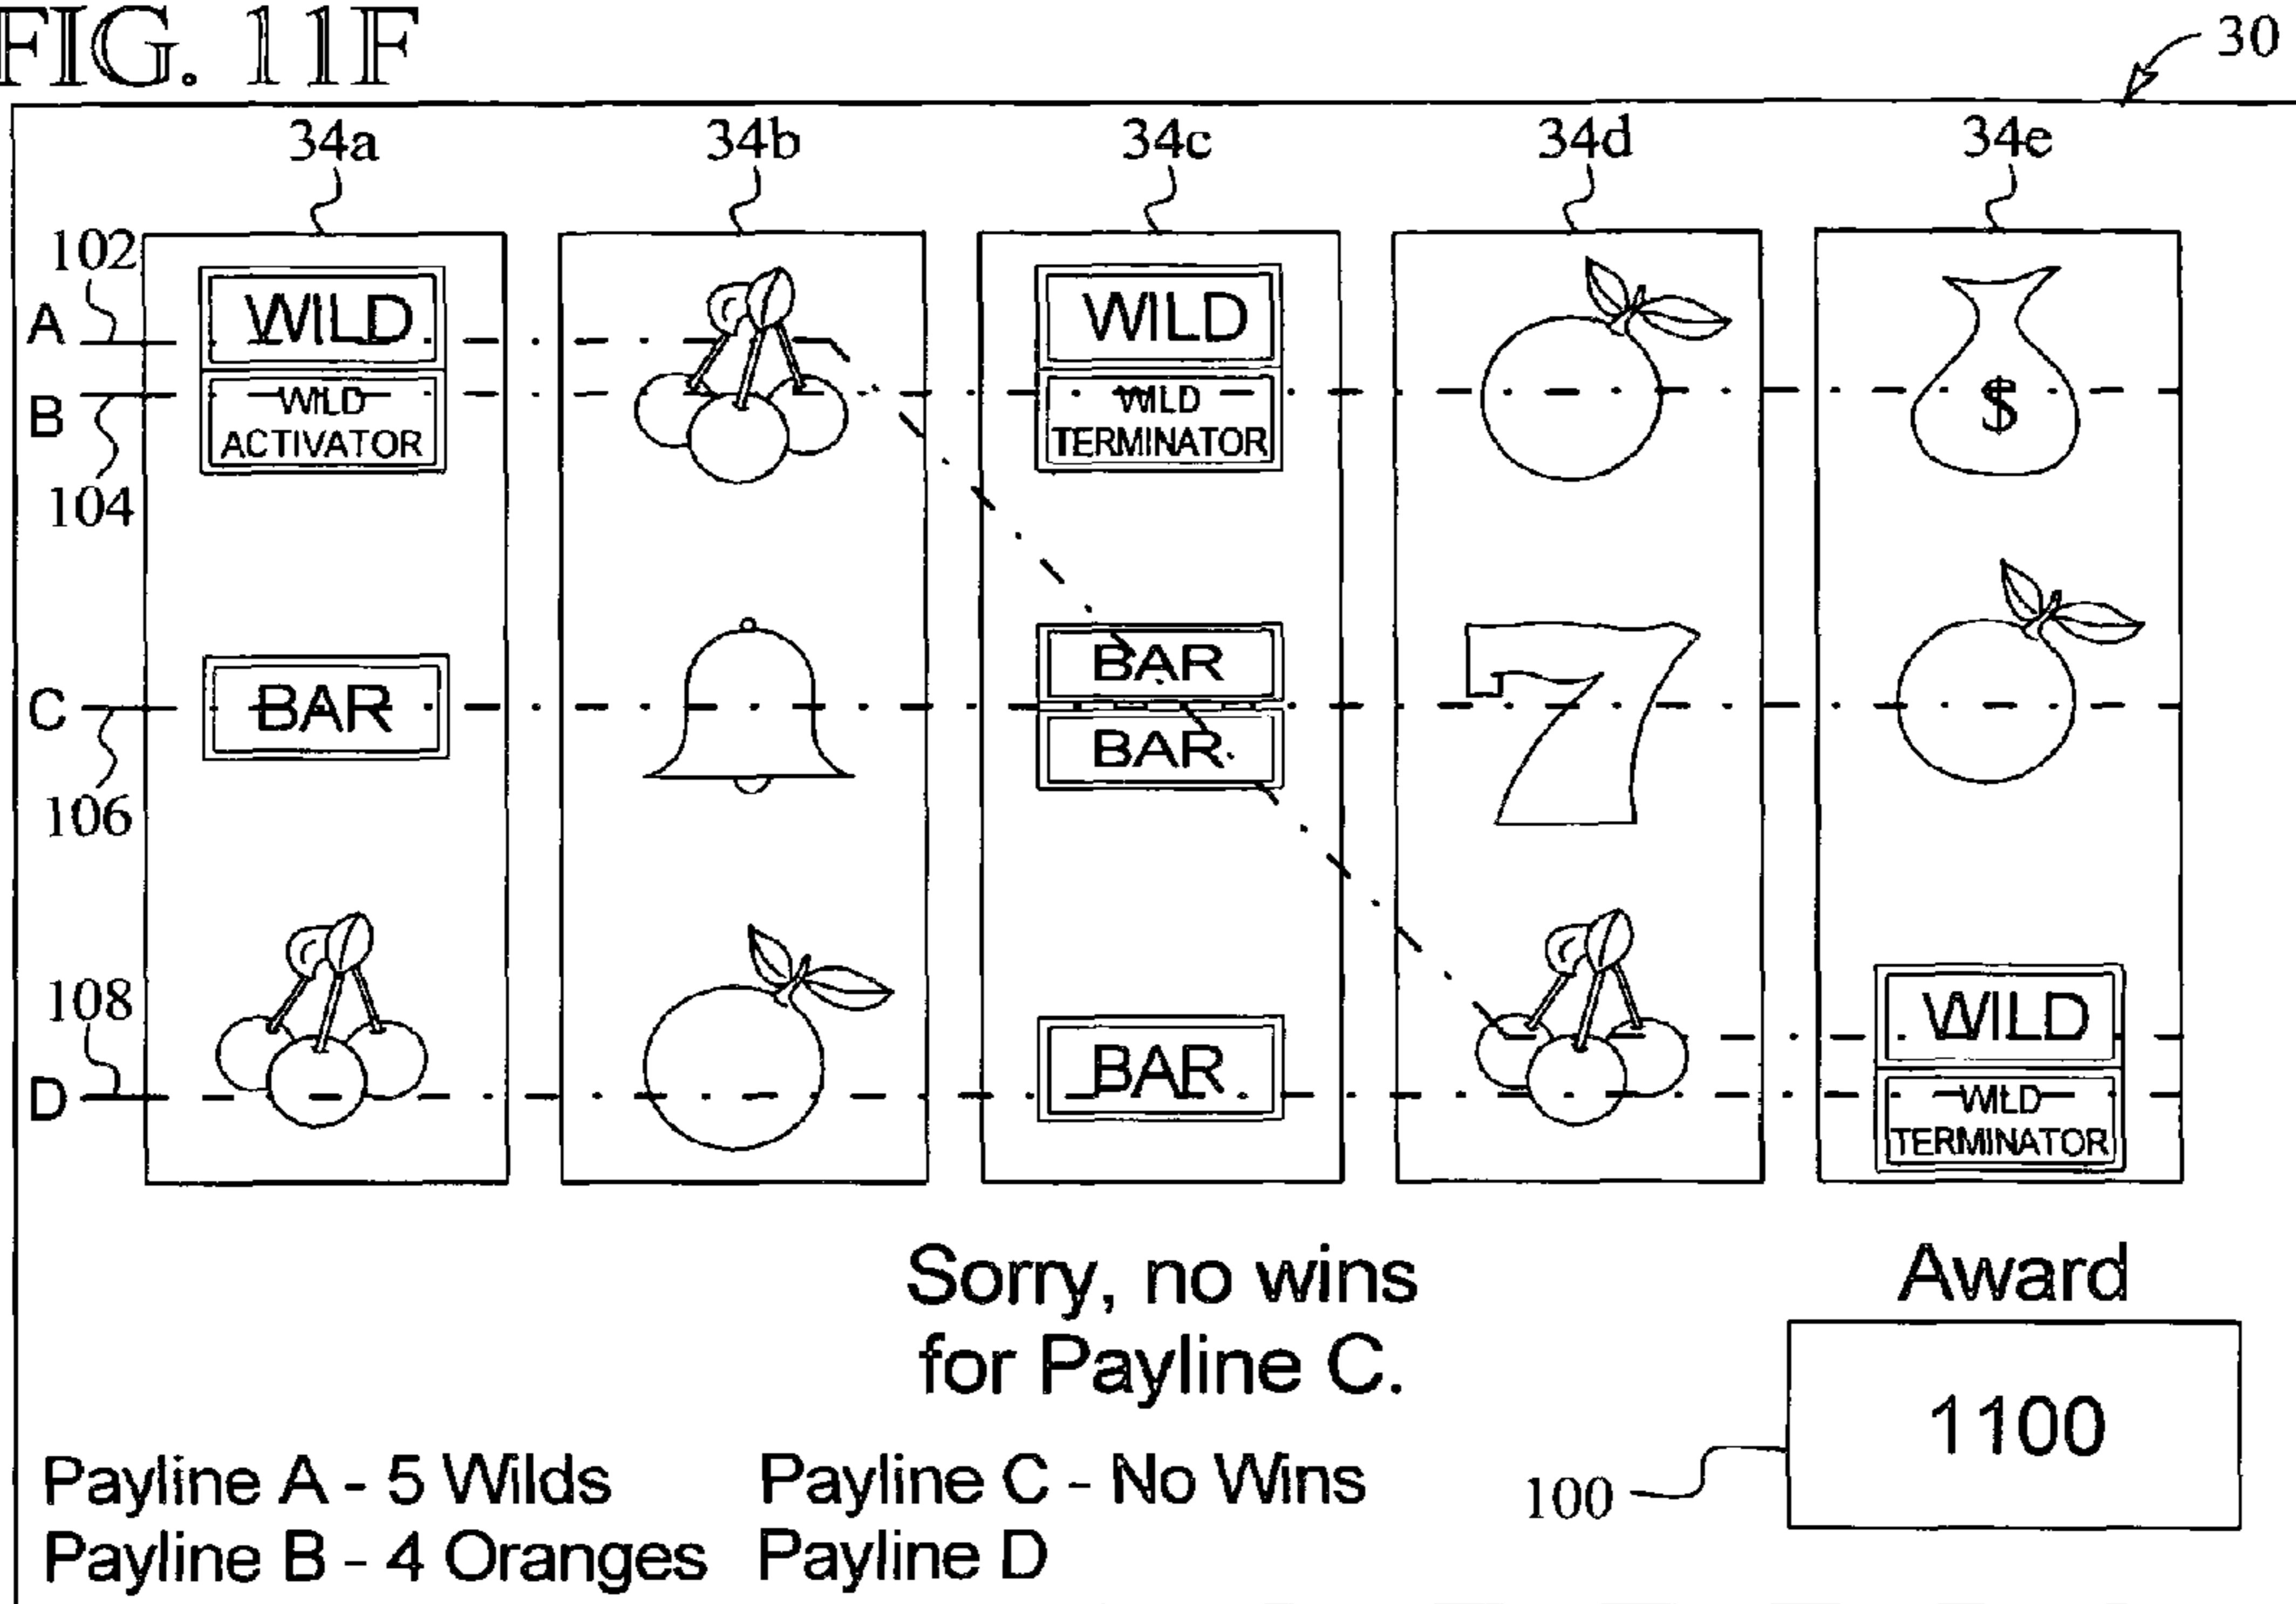 FIG. 11F
30
34a 34b 34c 34d 34e
102
A
WILD
WILD
B
WILD
ACTIVATOR
WILD
TERMINATOR
$
104
C
BAR
BAR
BAR
7
106
108
D
BAR
WILD
WILD
TERMINATOR
Sorry, no wins
for Payline C.
Award
1100
100
Payline A - 5 Wilds
Payline C - No Wins
Payline B - 4 Oranges
Payline D